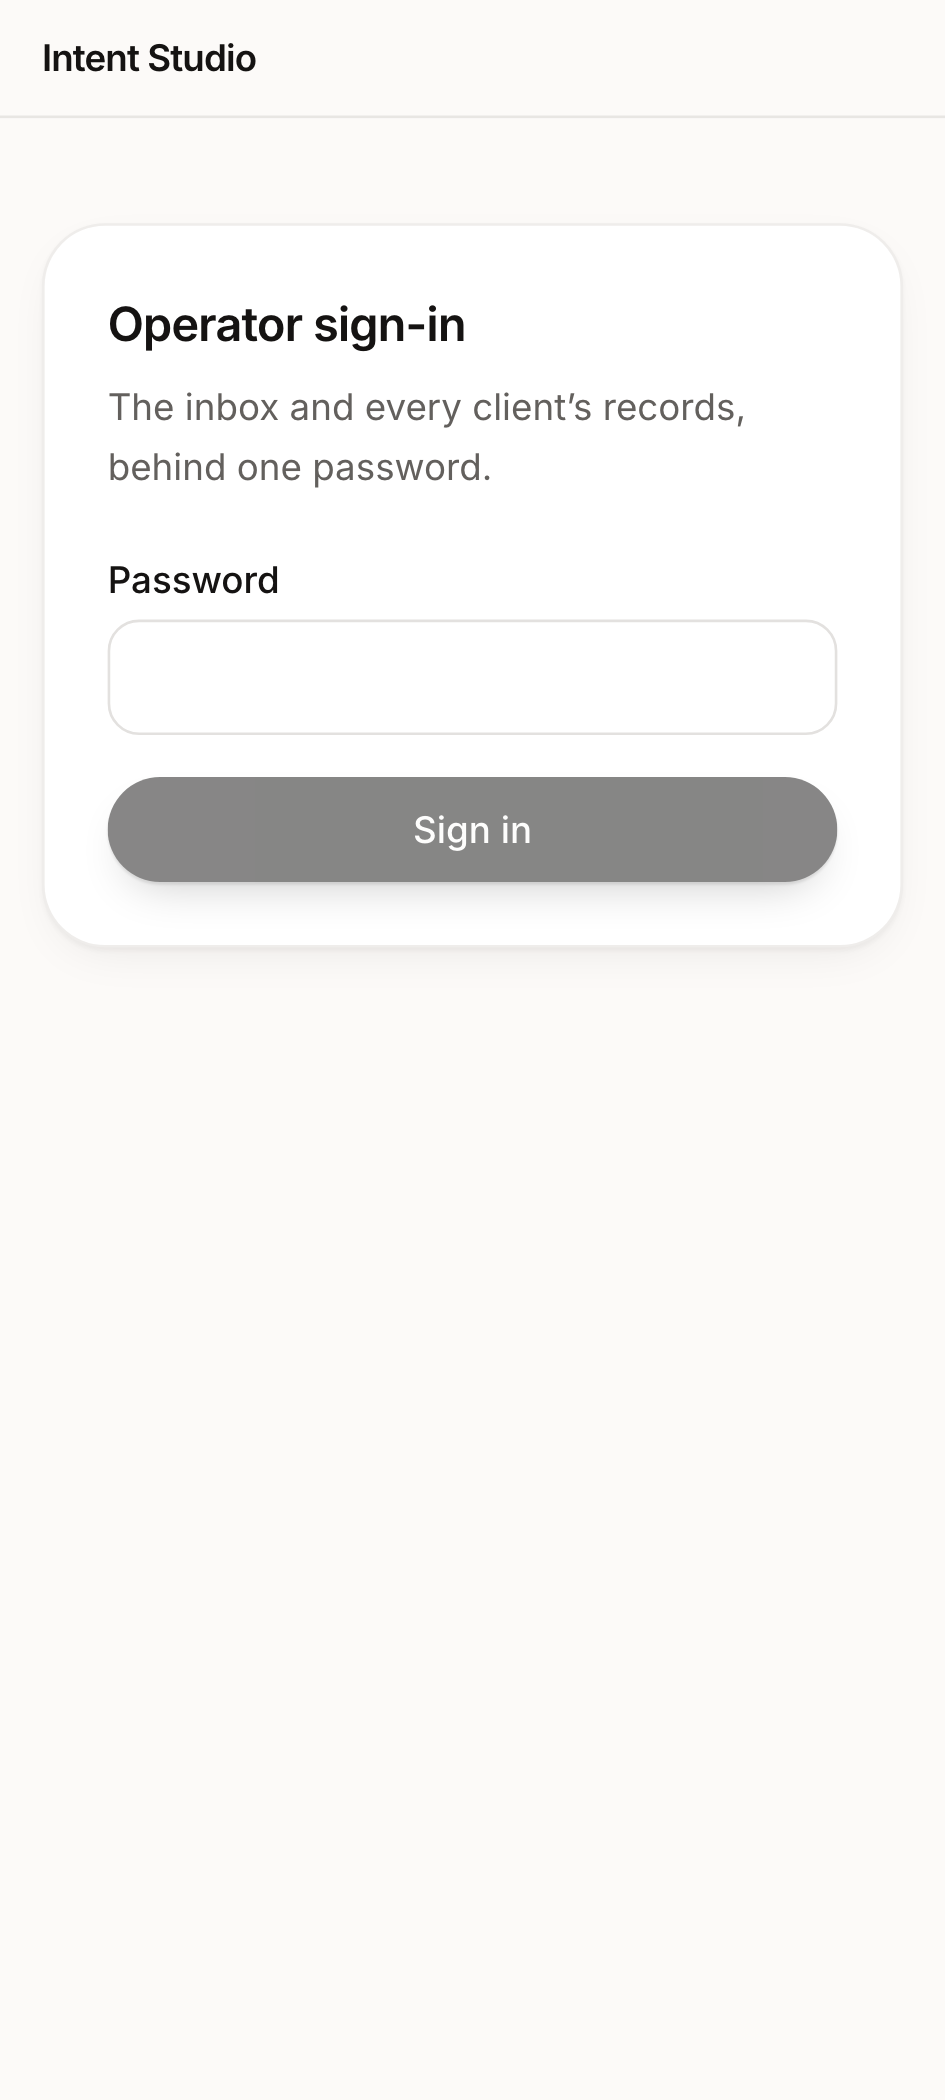 Intent Studio
Operator sign-in
The inbox and every client’s records,
behind one password.
Password
Sign in